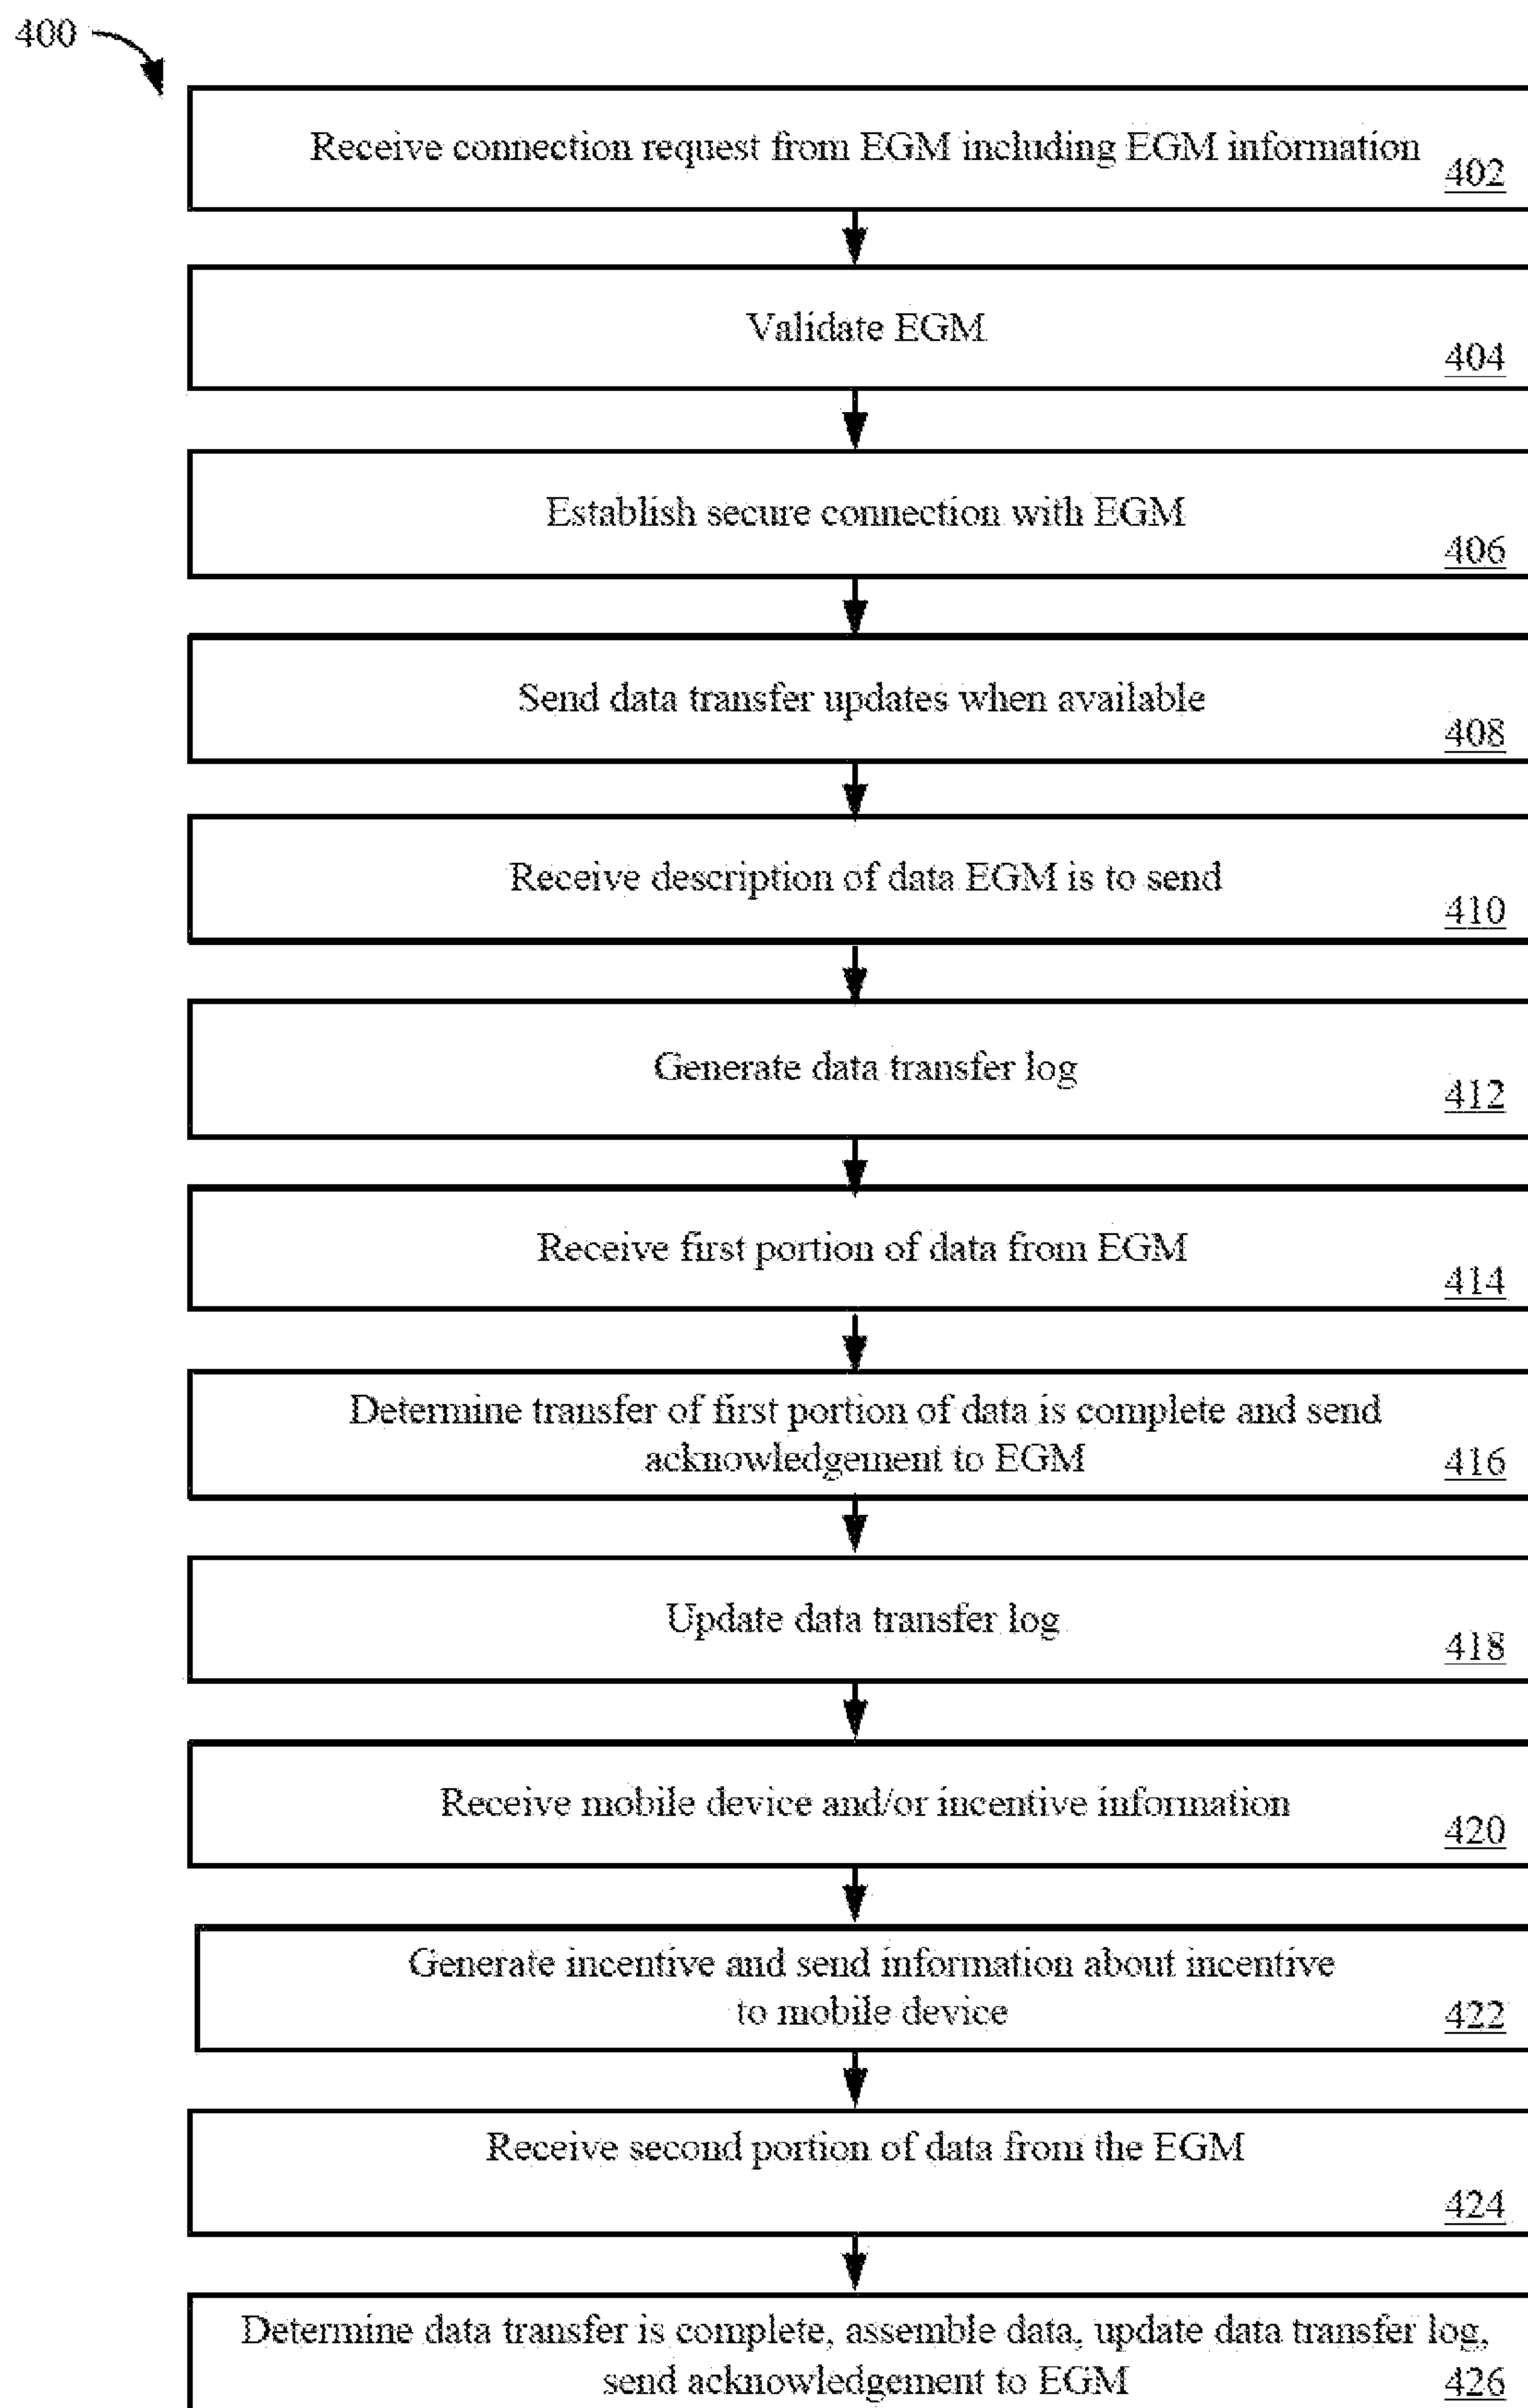 400
Receive connection request from EGM including EGM information
402
Validate EGM
404
Establish secure connection with EGM
406
Send data transfer updates when available
408
Receive description of data EGM is to send
410
Generate data transfer log
412
Receive first portion of data from EGM
414
Determine transfer of first portion of data is complete and send
acknowledgement to EGM
416
Update data transfer log
418
Receive mobile device and/or incentive information
420
Generate incentive and send information about incentive
to mobile device
422
Receive second portion of data from the EGM
424
Determine data transfer is complete, assemble data, update data transfer log,
send acknowledgement to EGM
426